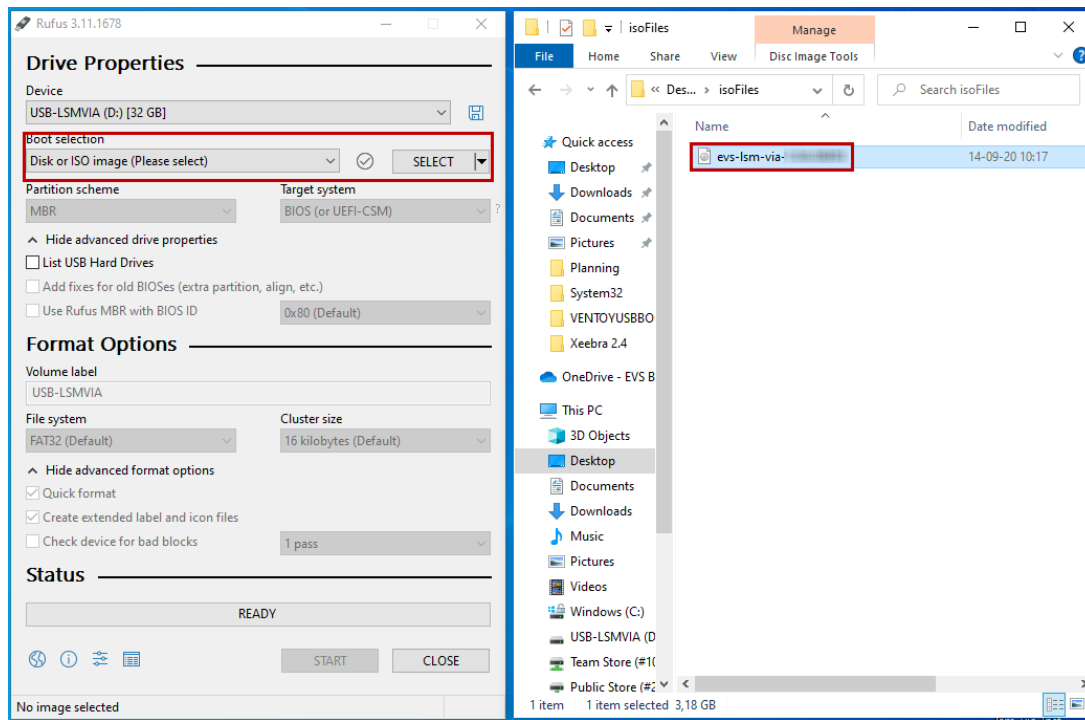 Rufus 3.11.1678
Drive Properties
Device
USB-LSMVIA (D:) [32 GB]
Boot selection
Disk or ISO image (Please select)
SELECT
Partition scheme
Target system
MBR
BIOS (or UEFI-CSM)
?
Hide advanced drive properties
List USB Hard Drives
Add fixes for old BIOSes (extra partition, align, etc.)
Use Rufus MBR with BIOS ID
0x80 (Default)
Format Options
Volume label
USB-LSMVIA
File system
Cluster size
FAT32 (Default)
16 kilobytes (Default)
Hide advanced format options
Quick format
Create extended label and icon files
Check device for bad blocks
1 pass
Status
READY
START
CLOSE
No image selected
isoFiles
Manage
File
Home
Share
View
Disc Image Tools
?
« Des... > isoFiles
Search isoFiles
Name
Date modified
evs-lsm-via-
14-09-20 10:17
Quick access
Desktop
Downloads
Documents
Pictures
Planning
System32
VENTOYUSBBO
Xeebra 2.4
OneDrive - EVS B
This PC
3D Objects
Desktop
Documents
Downloads
Music
Pictures
Videos
Windows (C:)
USB-LSMVIA (D
Team Store (#1(
Public Store (#2
1 item
1 item selected 3,18 GB